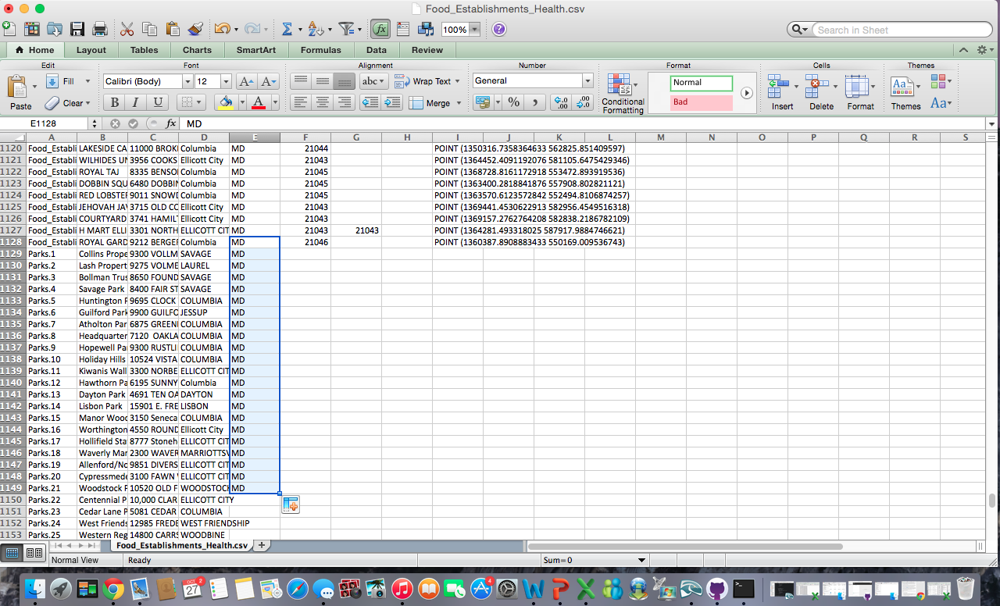 Food_Establishments_Health.csv
100%
Search in Sheet
Home Layout Tables Charts SmartArt Formulas Data Review
Edit Font Alignment Number Format Cells Themes
Paste Fill Clear
Calibri (Body) 12 A A abc Wrap Text General Normal
B I U A Merge % Bad
Conditional Formatting Insert Delete Format Themes Aa
E1128 fx MD
A B C D E F G H I J K L M N O P Q R S
1120 Food_Establi LAKESIDE CA 11000 BROK Columbia MD 21044 POINT (1350316.7358364633 562825.851409597)
1121 Food_Establi WILHIDES UN 3956 COOKS Ellicott City MD 21043 POINT (1364452.4091192076 581105.6475429346)
1122 Food_Establi ROYAL TAJ 8335 BENSO Columbia MD 21045 POINT (1368728.8161172918 553472.893919536)
1123 Food_Establi DOBBIN SQU 6480 DOBBIN Columbia MD 21045 POINT (1363400.2818841876 557908.802821121)
1124 Food_Establi RED LOBSTE 9011 SNOWD Columbia MD 21045 POINT (1363570.6123572842 552494.8106874257)
1125 Food_Establi JEHOVAH JA 3715 OLD CO Ellicott City MD 21043 POINT (1369441.4530622913 582956.4549516318)
1126 Food_Establi COURTYARD 3741 HAMIL Ellicott City MD 21043 POINT (1369157.2762764208 582838.2186782109)
1127 Food_Establi H MART ELLI 3301 NORTH ELLICOTT CIT MD 21043 21043 POINT (1364281.493318025 587917.9884746621)
1128 Food_Establi ROYAL GARD 9212 BERGER Columbia MD 21046 POINT (1360387.8908883433 550169.009536743)
1129 Parks.1 Collins Prope 9300 VOLLM SAVAGE MD
1130 Parks.2 Lash Propert 9275 VOLME LAUREL MD
1131 Parks.3 Bollman Trus 8650 FOUND SAVAGE MD
1132 Parks.4 Savage Park 8400 FAIR ST SAVAGE MD
1133 Parks.5 Huntington P 9695 CLOCK COLUMBIA MD
1134 Parks.6 Guilford Park 9900 GUILFO JESSUP MD
1135 Parks.7 Atholton Par 6875 GREEN COLUMBIA MD
1136 Parks.8 Headquarter 7120 OAKLA COLUMBIA MD
1137 Parks.9 Hopewell Pa 9300 RUSTLI COLUMBIA MD
1138 Parks.10 Holiday Hills 10524 VISTA COLUMBIA MD
1139 Parks.11 Kiwanis Wall 3300 NORBE ELLICOTT CIT MD
1140 Parks.12 Hawthorn Pa 6195 SUNNY Columbia MD
1141 Parks.13 Dayton Park 4691 TEN OA DAYTON MD
1142 Parks.14 Lisbon Park 15901 E. FRE LISBON MD
1143 Parks.15 Manor Wood 3150 Seneca COLUMBIA MD
1144 Parks.16 Worthington 4550 ROUND Ellicott City MD
1145 Parks.17 Hollifield Sta 8777 Stoneh ELLICOTT CIT MD
1146 Parks.18 Waverly Man 2300 WAVER MARRIOTTSV MD
1147 Parks.19 Allenford/No 9851 DIVERS ELLICOTT CIT MD
1148 Parks.20 Cypressmede 3100 FAWN ELLICOTT CIT MD
1149 Parks.21 Woodstock P 10520 OLD F WOODSTOCK MD
1150 Parks.22 Centennial P 10,000 CLAR ELLICOTT CITY
1151 Parks.23 Cedar Lane P 5081 CEDAR COLUMBIA
1152 Parks.24 West Friends 12985 FREDE WEST FRIENDSHIP
1153 Parks.25 Western Reg 14800 CARRS WOODBINE
Food_Establishments_Health.csv
Normal View Ready Sum=0
OCT 27 2 4